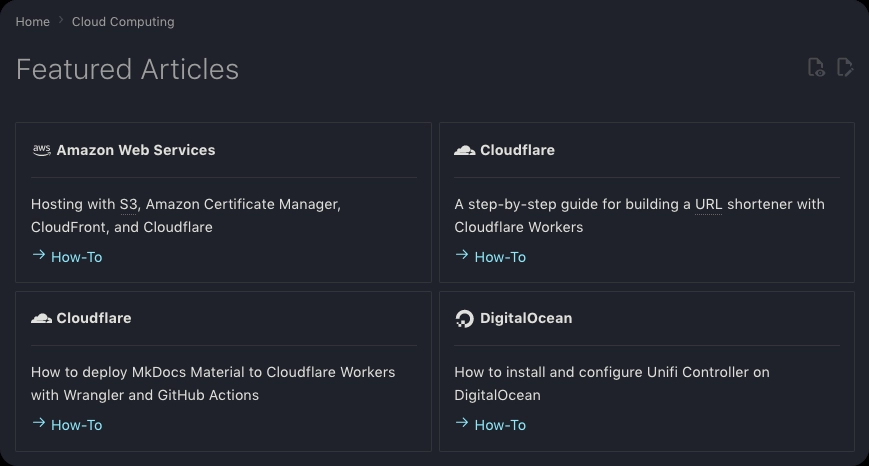 Home > Cloud Computing
Featured Articles
aws Amazon Web Services
Hosting with S3, Amazon Certificate Manager,
CloudFront, and Cloudflare
→ How-To
Cloudflare
A step-by-step guide for building a URL shortener with
Cloudflare Workers
→ How-To
Cloudflare
How to deploy MkDocs Material to Cloudflare Workers
with Wrangler and GitHub Actions
→ How-To
DigitalOcean
How to install and configure Unifi Controller on
DigitalOcean
→ How-To